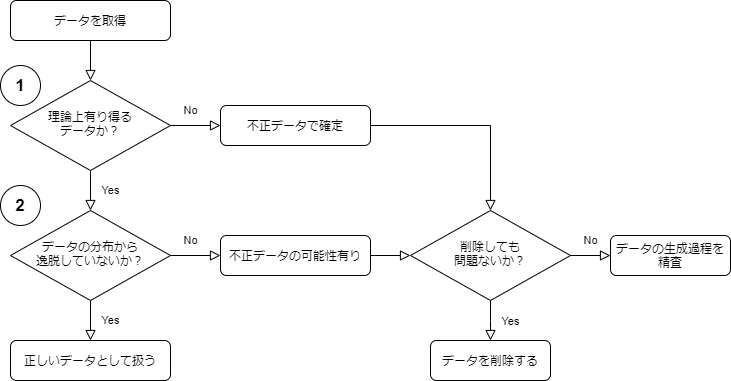 データを取得
1
理論上有り得る
データか？
No
不正データで確定
Yes
2
データの分布から
逸脱していないか？
No
不正データの可能性有り
削除しても
問題ないか？
No
データの生成過程を
精査
Yes
Yes
正しいデータとして扱う
データを削除する